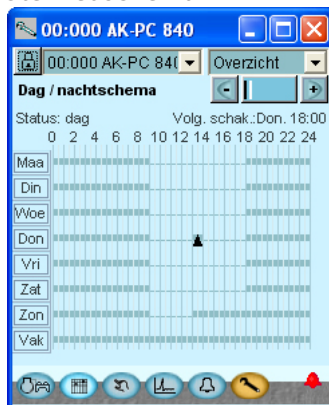 00:000 AK-PC 840
00:000 AK-PC 84( Overzicht
Dag / nachtschema
Status: dag Volg. schak.:Don. 18:00
0 2 4 6 8 10 12 14 16 18 20 22 24
Maa
Din
Woe
Don
Vri
Zat
Zon
Vak